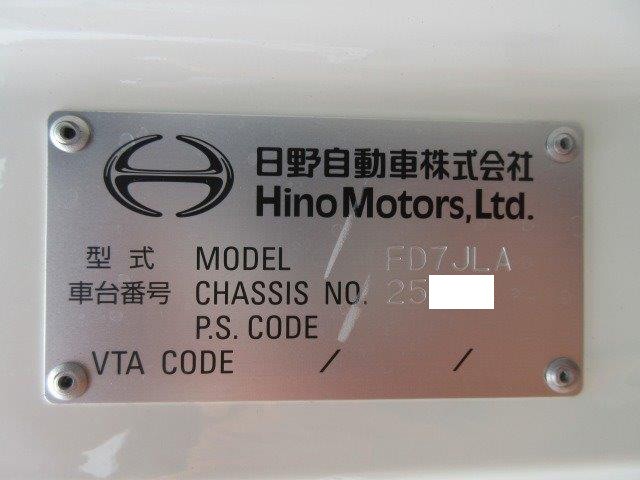 日野自動車株式会社
Hino Motors, Ltd.
型式 MODEL FD7JLA
車台番号 CHASSIS NO. 25
P.S. CODE
VTA CODE / /